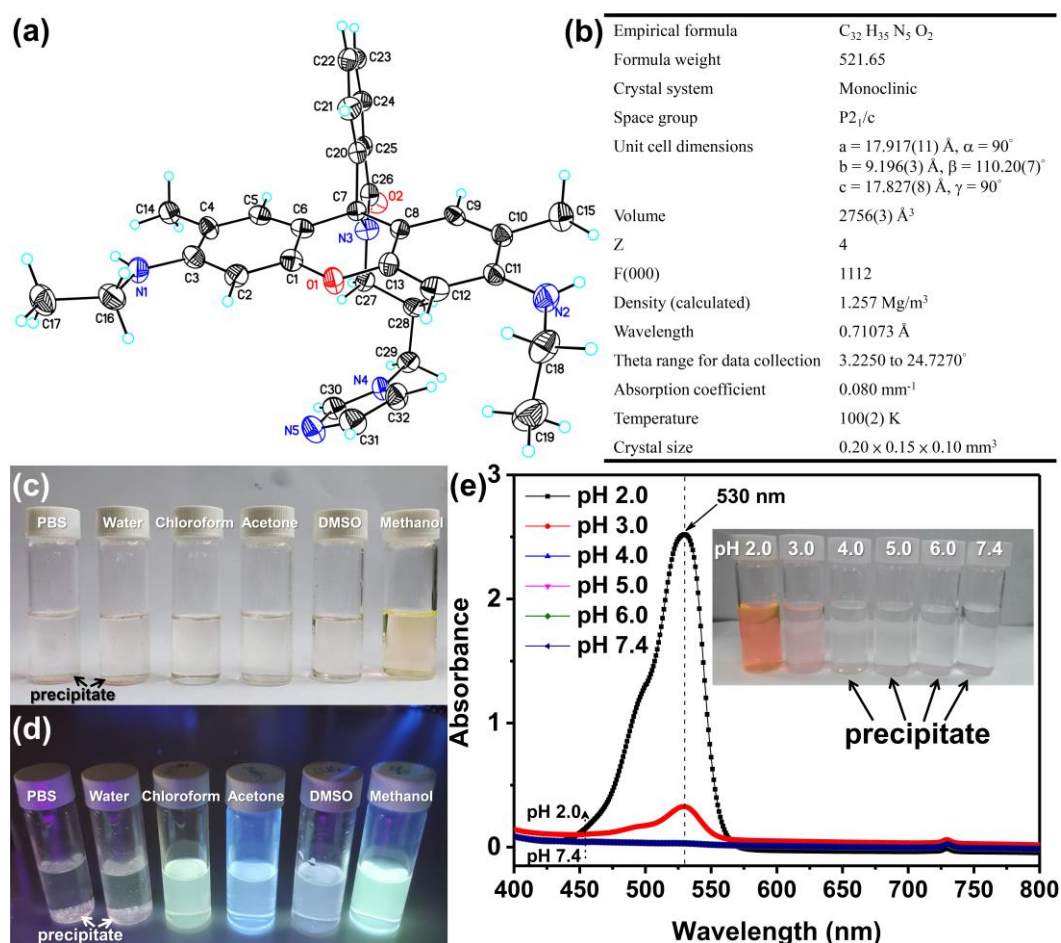 (a)
C22
C23
C21
C24
C20
C25
C26
C7
O2
C14
C4
C5
C6
C8
C9
C10
C15
N3
N1
C3
C2
C1
O1
C13
C27
C12
C11
N2
C17
C16
C28
C18
C29
N4
C30
C32
N5
C31
C19
(b)
Empirical formula C32 H35 N5 O2
Formula weight 521.65
Crystal system Monoclinic
Space group P21/c
Unit cell dimensions a = 17.917(11) Å, α = 90°
b = 9.196(3) Å, β = 110.20(7)°
c = 17.827(8) Å, γ = 90°
Volume 2756(3) Å3
Z 4
F(000) 1112
Density (calculated) 1.257 Mg/m3
Wavelength 0.71073 Å
Theta range for data collection 3.2250 to 24.7270°
Absorption coefficient 0.080 mm-1
Temperature 100(2) K
Crystal size 0.20 × 0.15 × 0.10 mm3
(c)
PBS Water Chloroform Acetone DMSO Methanol
precipitate
(d)
PBS Water Chloroform Acetone DMSO Methanol
precipitate
(e)
3
2
1
0
Absorbance
pH 2.0
pH 3.0
pH 4.0
pH 5.0
pH 6.0
pH 7.4
530 nm
pH 2.0 3.0 4.0 5.0 6.0 7.4
precipitate
pH 2.0
pH 7.4
400 450 500 550 600 650 700 750 800
Wavelength (nm)